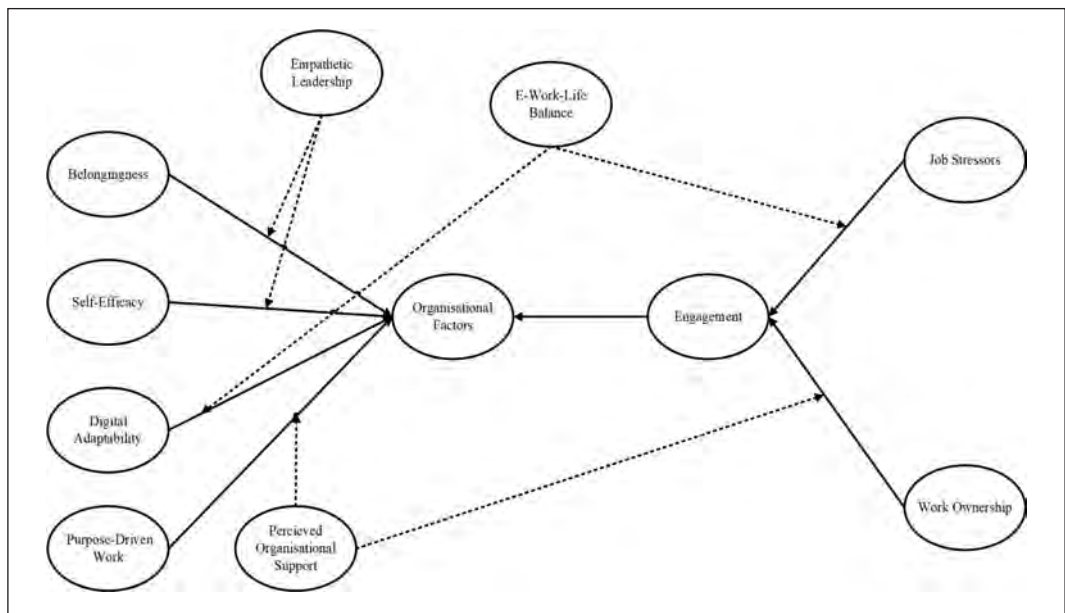 Empathetic
Leadership
E-Work-Life
Balance
Belongingness
Job Stressors
Self-Efficacy
Organisational
Factors
Engagement
Digital
Adaptability
Purpose-Driven
Work
Percieved
Organisational
Support
Work Ownership